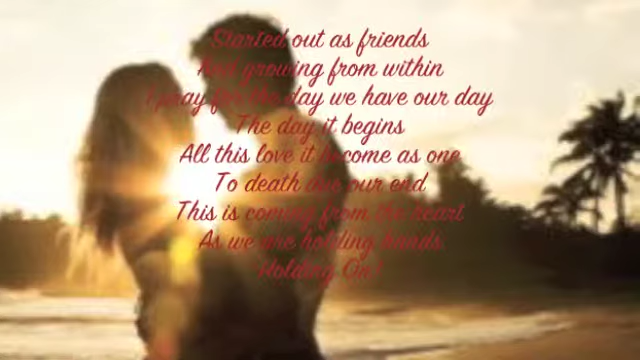 Started out as friends
And growing from within
I pray for the day we have our day
The day it begins
All this love it become as one
To death due our end
This is coming from the heart
As we are holding hands
Holding On!